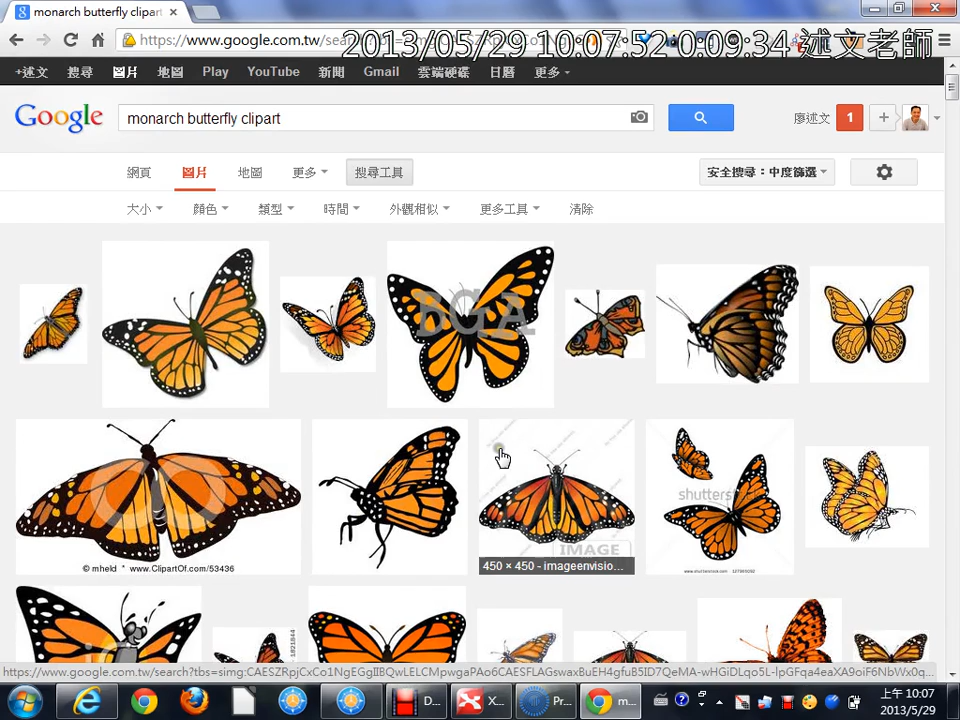 monarch butterfly clipart
https://www.google.com.tw/sea
2013/05/29 10:07:52 0:09:34 述文老師
+述文 搜尋 圖片 地圖 Play YouTube 新聞 Gmail 雲端硬碟 日曆 更多
Google
monarch butterfly clipart
廖述文 1 +
網頁 圖片 地圖 更多 搜尋工具
安全搜尋：中度篩選
大小 顏色 類型 時間 外觀相似 更多工具 清除
BGA
shutterst
IMAGE
© mheld * www.ClipartOf.com/53436
450 × 450 - imageenvisio...
1821844
https://www.google.com.tw/search?tbs=simg:CAESZRpjCxCo1NgEGgIIBQwLELCMpwgaPAo6CAESFLAGswaxBuEH4gfuB5ID7QeMA-wHGiDLqo5L-lpGFqa4eaXA9oiF6NbWx0q...
D...
X...
Pr...
m...
上午 10:07
2013/5/29